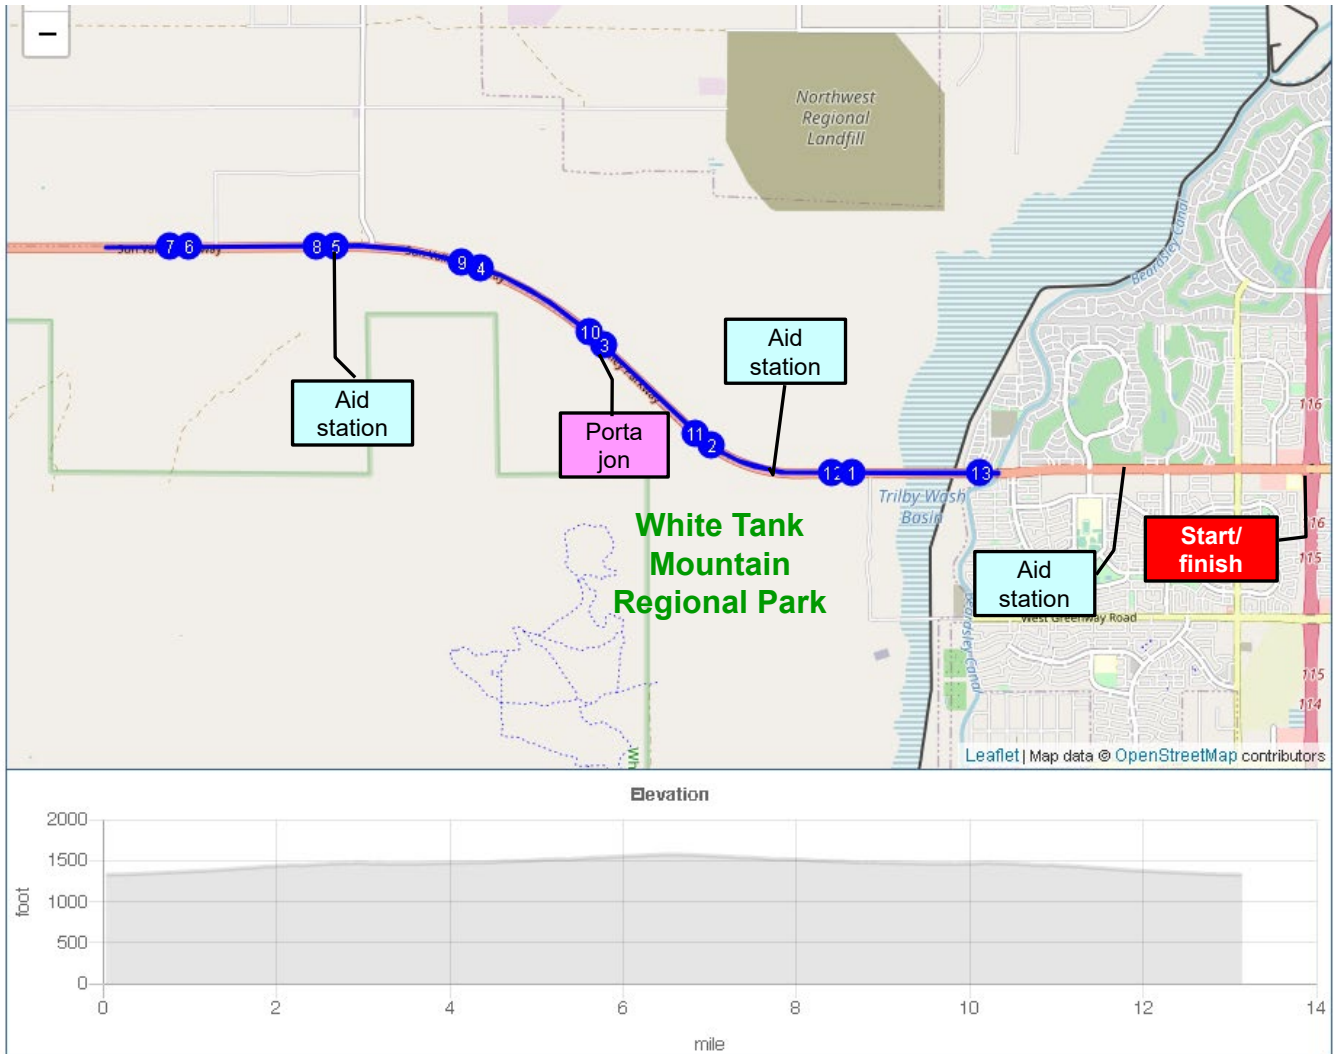 −
Northwest
Regional
Landfill
Beardsley Canal
7 6
8 5
9 4
10
3
Aid
station
Aid
station
Porta
jon
11
2
12 1
13
116
Trilby Wash
Basin
White Tank
Mountain
Regional Park
Start/
finish
16
115
Aid
station
West Greenway Road
Beardsley Canal
115
114
Wh
Leaflet | Map data © OpenStreetMap contributors
Elevation
2000
1500
1000
500
0
foot
0 2 4 6 8 10 12 14
mile